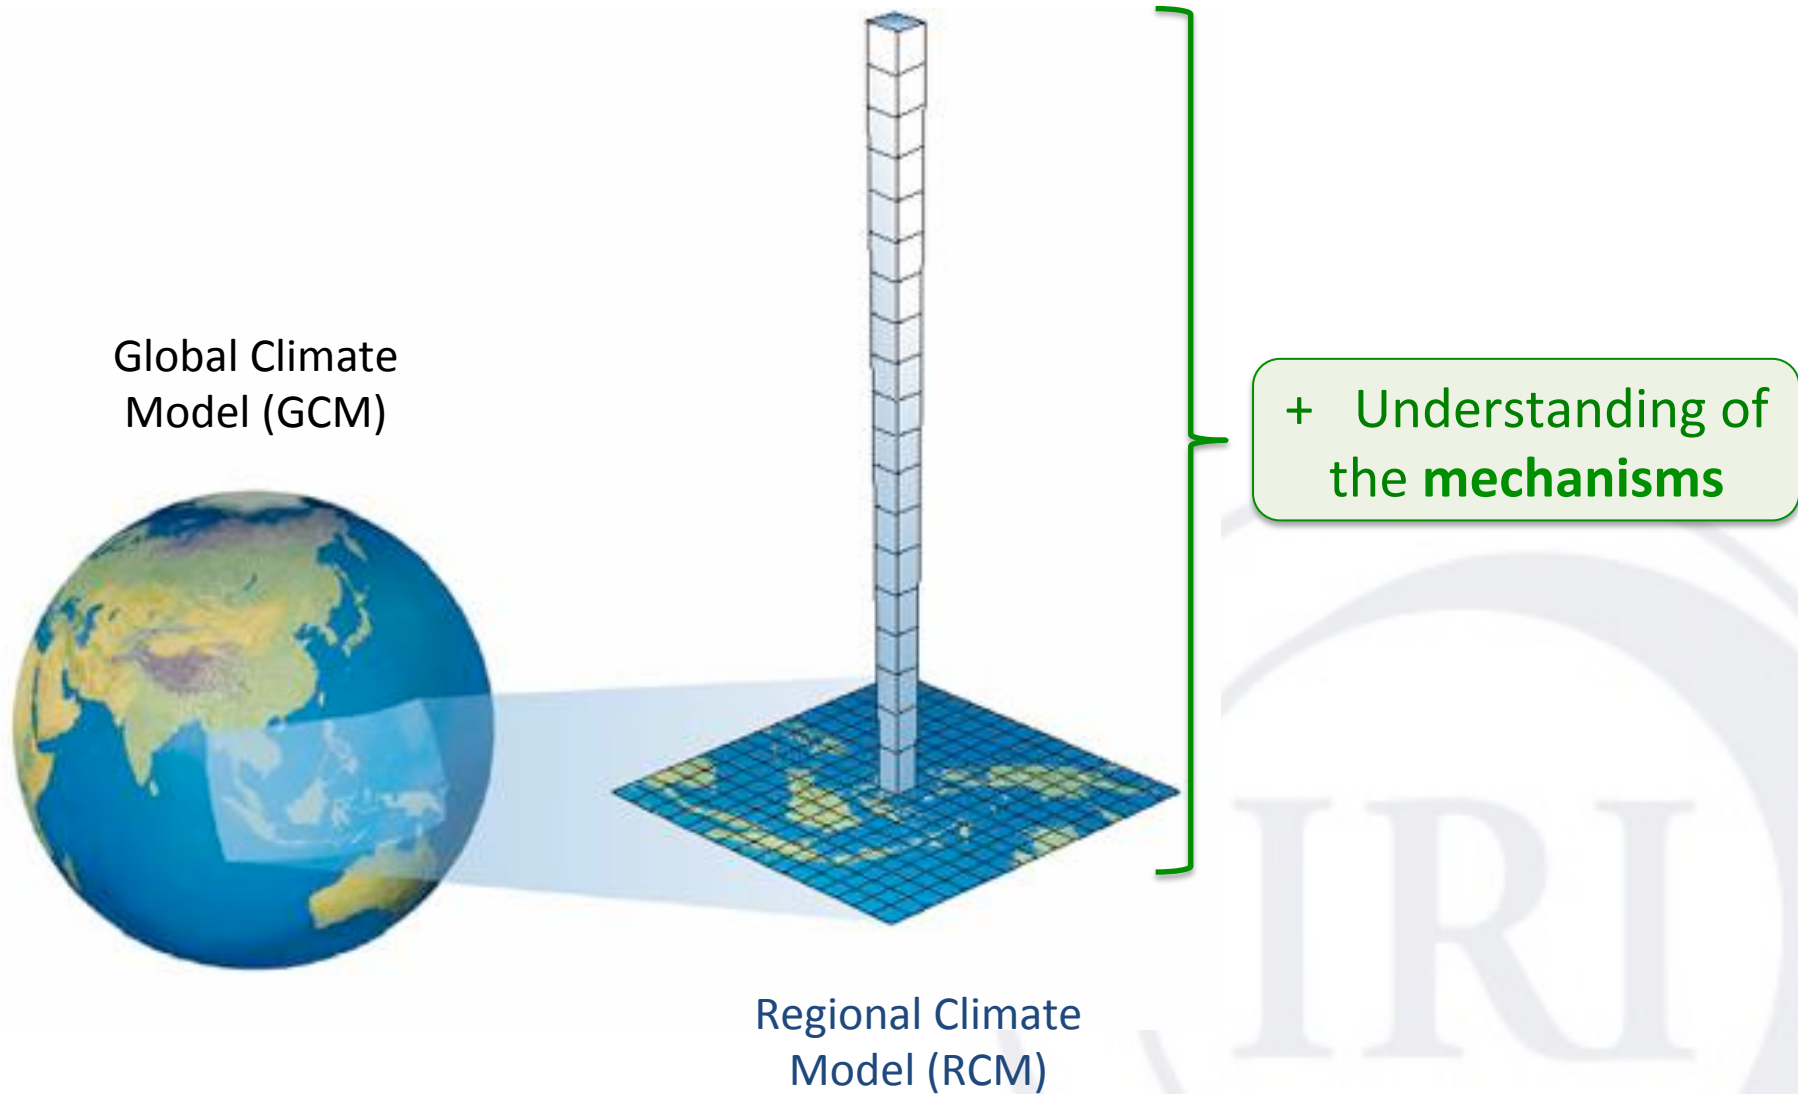 Global Climate
Model (GCM)
+ Understanding of
the mechanisms
Regional Climate
Model (RCM)
IRI